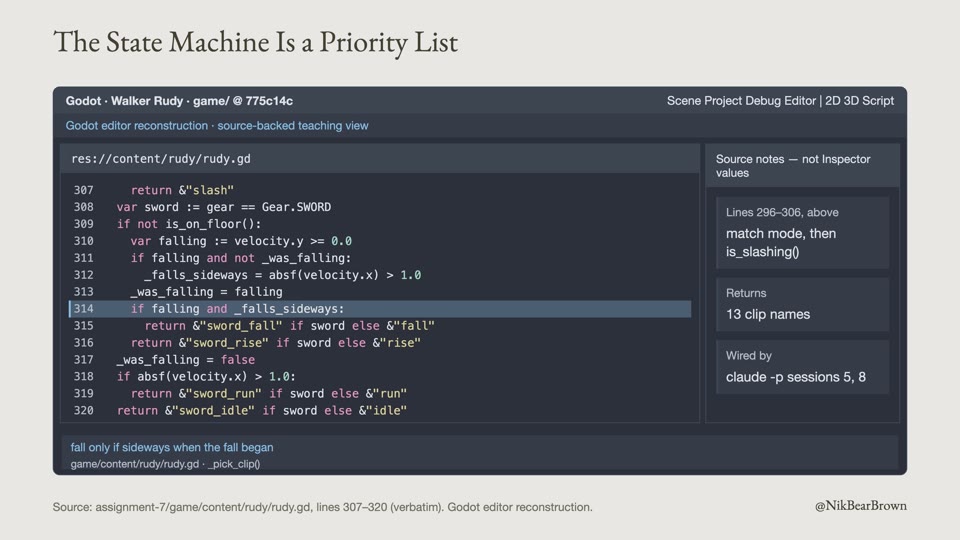 The State Machine Is a Priority List
Godot · Walker Rudy · game/ @ 775c14c
Scene Project Debug Editor | 2D 3D Script
Godot editor reconstruction · source-backed teaching view
res://content/rudy/rudy.gd
307     return &"slash"
308   var sword := gear == Gear.SWORD
309   if not is_on_floor():
310     var falling := velocity.y >= 0.0
311     if falling and not _was_falling:
312       _falls_sideways = absf(velocity.x) > 1.0
313     _was_falling = falling
314     if falling and _falls_sideways:
315       return &"sword_fall" if sword else &"fall"
316     return &"sword_rise" if sword else &"rise"
317   _was_falling = false
318   if absf(velocity.x) > 1.0:
319     return &"sword_run" if sword else &"run"
320   return &"sword_idle" if sword else &"idle"
Source notes — not Inspector
values
Lines 296–306, above
match mode, then
is_slashing()
Returns
13 clip names
Wired by
claude -p sessions 5, 8
fall only if sideways when the fall began
game/content/rudy/rudy.gd · _pick_clip()
Source: assignment-7/game/content/rudy/rudy.gd, lines 307–320 (verbatim). Godot editor reconstruction.
@NikBearBrown